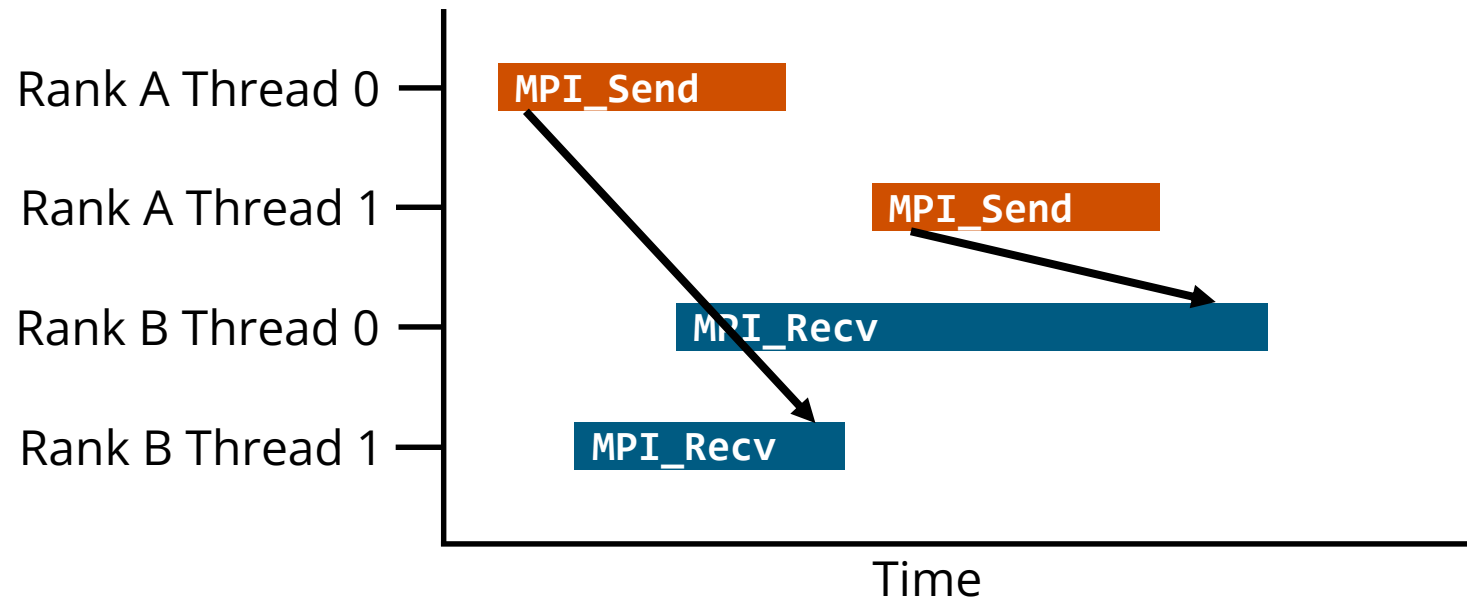 Rank A Thread 0
MPI_Send
Rank A Thread 1
MPI_Send
Rank B Thread 0
MPI_Recv
Rank B Thread 1
MPI_Recv
Time